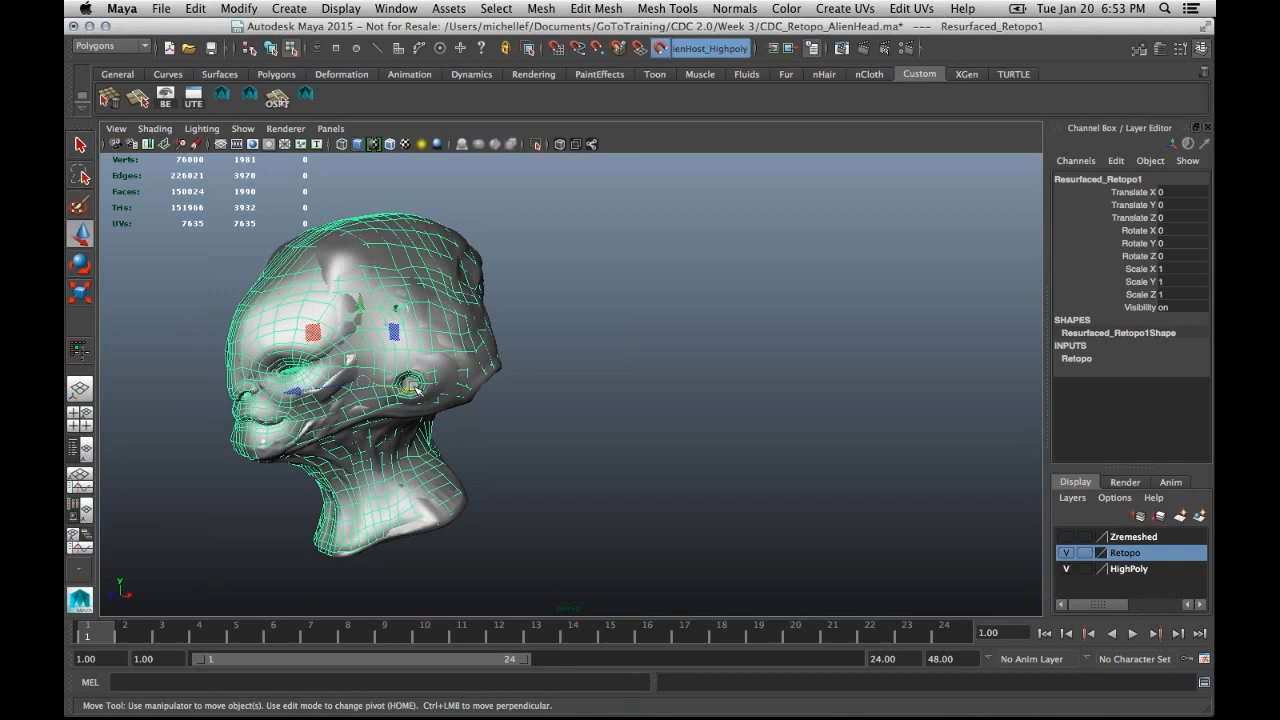 Maya File Edit Modify Create Display Window Assets Select Mesh Edit Mesh Mesh Tools Normals Color Create UVs Edit UVs Help Tue Jan 20 6:53 PM
Autodesk Maya 2015 - Not for Resale: /Users/michellef/Documents/GoToTraining/CDC 2.0/Week 3/CDC_Retopo_AlienHead.ma* --- Resurfaced_Retopo1
Polygons ienHost_Highpoly
General Curves Surfaces Polygons Deformation Animation Dynamics Rendering PaintEffects Toon Muscle Fluids Fur nHair nCloth Custom XGen TURTLE
BE UTE OSPT
Channel Box / Layer Editor
View Shading Lighting Show Renderer Panels
Channels Edit Object Show
Verts: 76000 1981 0
Edges: 226021 3970 0
Faces: 150024 1990 0
Tris: 151966 3932 0
UVs: 7635 7635 0
Resurfaced_Retopo1
Translate X 0
Translate Y 0
Translate Z 0
Rotate X 0
Rotate Y 0
Rotate Z 0
Scale X 1
Scale Y 1
Scale Z 1
Visibility on
SHAPES
Resurfaced_Retopo1Shape
INPUTS
Retopo
Display Render Anim
Layers Options Help
Zremeshed
V Retopo
V HighPoly
y
x
persp
1 2 3 4 5 6 7 8 9 10 11 12 13 14 15 16 17 18 19 20 21 22 23 24
1
1.00
1.00 1.00 1 24 24.00 48.00 No Anim Layer No Character Set
MEL
MAYA
Move Tool: Use manipulator to move object(s). Use edit mode to change pivot (HOME). Ctrl+LMB to move perpendicular.